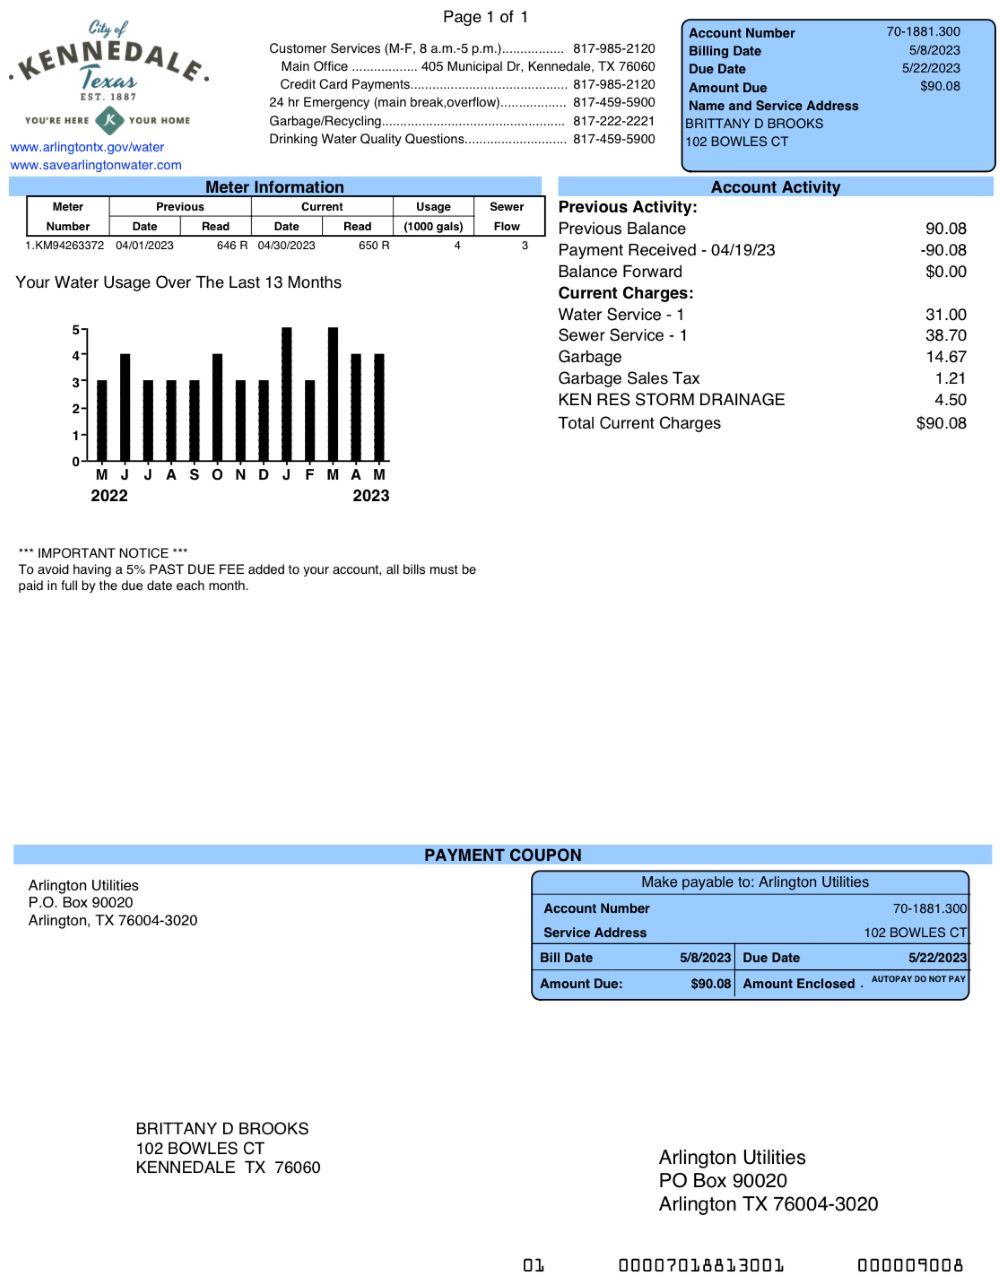 Page 1 of 1
City of
KENNEDALE
Texas
EST. 1887
YOU'RE HERE K YOUR HOME
www.arlingtontx.gov/water
www.savearlingtonwater.com
Customer Services (M-F, 8 a.m.-5 p.m.)................ 817-985-2120
Main Office ................. 405 Municipal Dr, Kennedale, TX 76060
Credit Card Payments........................................ 817-985-2120
24 hr Emergency (main break,overflow)................. 817-459-5900
Garbage/Recycling............................................... 817-222-2221
Drinking Water Quality Questions.......................... 817-459-5900
Account Number 70-1881.300
Billing Date 5/8/2023
Due Date 5/22/2023
Amount Due $90.08
Name and Service Address
BRITTANY D BROOKS
102 BOWLES CT
Meter Information
Meter Previous Current Usage Sewer
Number Date Read Date Read (1000 gals) Flow
1.KM94263372 04/01/2023 646 R 04/30/2023 650 R 4 3
Your Water Usage Over The Last 13 Months
5
4
3
2
1
0
M J J A S O N D J F M A M
2022 2023
Account Activity
Previous Activity:
Previous Balance 90.08
Payment Received - 04/19/23 -90.08
Balance Forward $0.00
Current Charges:
Water Service - 1 31.00
Sewer Service - 1 38.70
Garbage 14.67
Garbage Sales Tax 1.21
KEN RES STORM DRAINAGE 4.50
Total Current Charges $90.08
*** IMPORTANT NOTICE ***
To avoid having a 5% PAST DUE FEE added to your account, all bills must be
paid in full by the due date each month.
PAYMENT COUPON
Arlington Utilities
P.O. Box 90020
Arlington, TX 76004-3020
Make payable to: Arlington Utilities
Account Number 70-1881.300
Service Address 102 BOWLES CT
Bill Date 5/8/2023 Due Date 5/22/2023
Amount Due: $90.08 Amount Enclosed . AUTOPAY DO NOT PAY
BRITTANY D BROOKS
102 BOWLES CT
KENNEDALE TX 76060
Arlington Utilities
PO Box 90020
Arlington TX 76004-3020
01 00007018813001 000009008